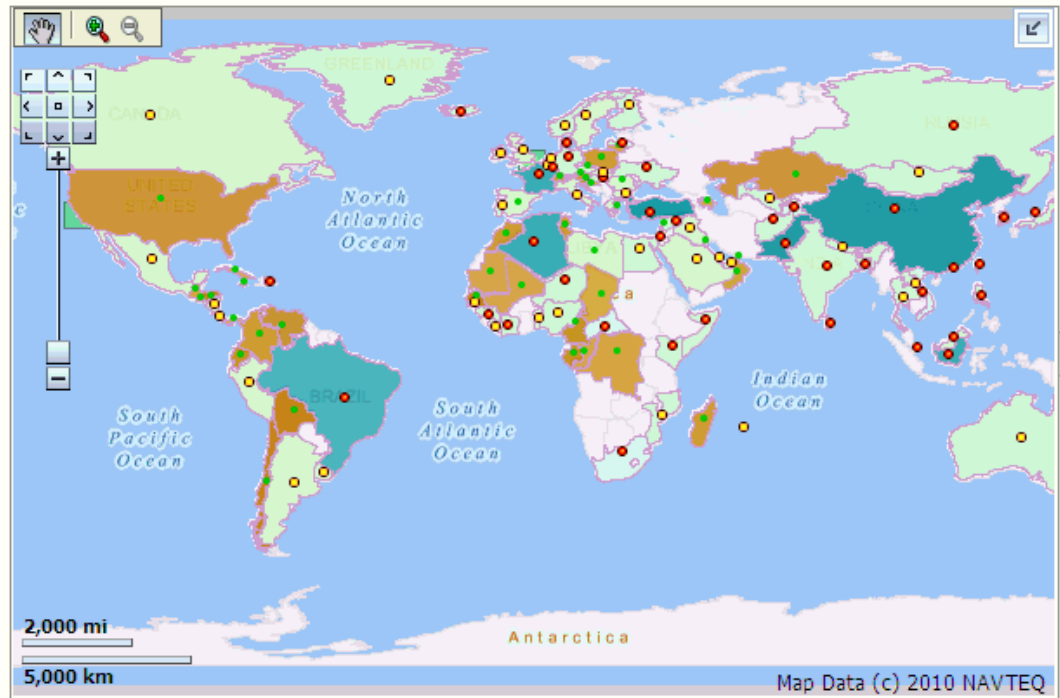 GREENLAND
CANADA
RUSSIA
UNITED
STATES
North
Atlantic
Ocean
LIBYA
BRAZIL
Indian
Ocean
South
Pacific
Ocean
South
Atlantic
Ocean
2,000 mi
Antarctica
5,000 km
Map Data (c) 2010 NAVTEQ